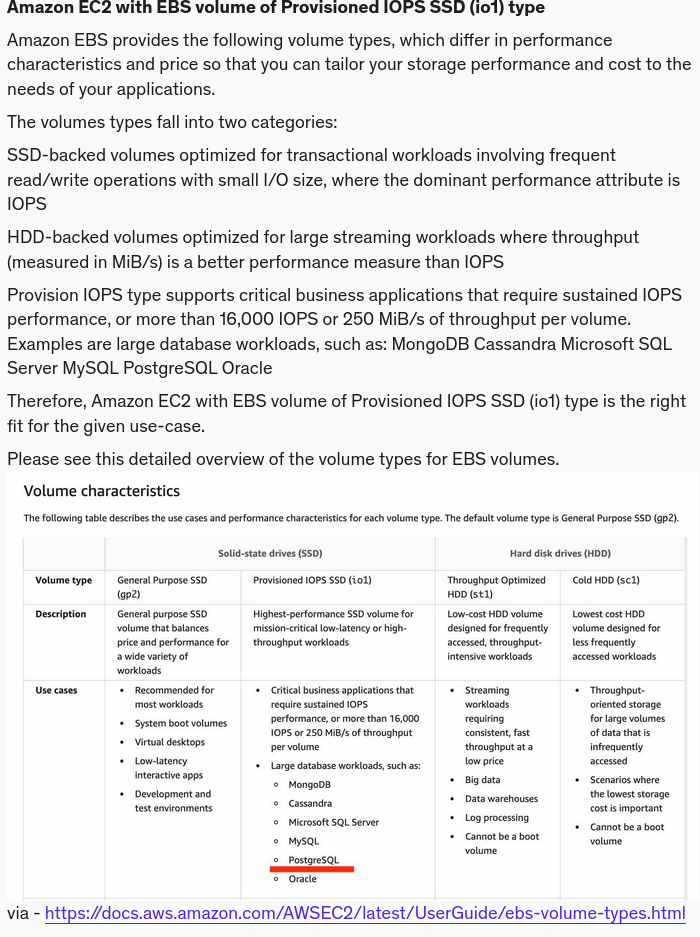 Amazon EC2 with EBS volume of Provisioned IOPS SSD (io1) type
Amazon EBS provides the following volume types, which differ in performance
characteristics and price so that you can tailor your storage performance and cost to the
needs of your applications.
The volumes types fall into two categories:
SSD-backed volumes optimized for transactional workloads involving frequent
read/write operations with small I/O size, where the dominant performance attribute is
IOPS
HDD-backed volumes optimized for large streaming workloads where throughput
(measured in MiB/s) is a better performance measure than IOPS
Provision IOPS type supports critical business applications that require sustained IOPS
performance, or more than 16,000 IOPS or 250 MiB/s of throughput per volume.
Examples are large database workloads, such as: MongoDB Cassandra Microsoft SQL
Server MySQL PostgreSQL Oracle
Therefore, Amazon EC2 with EBS volume of Provisioned IOPS SSD (io1) type is the right
fit for the given use-case.
Please see this detailed overview of the volume types for EBS volumes.
Volume characteristics
The following table describes the use cases and performance characteristics for each volume type. The default volume type is General Purpose SSD (gp2).
Solid-state drives (SSD)
Hard disk drives (HDD)
Volume type
General Purpose SSD
(gp2)
Provisioned IOPS SSD (io1)
Throughput Optimized
HDD (st1)
Cold HDD (sc1)
Description
General purpose SSD
volume that balances
price and performance for
a wide variety of
workloads
Highest-performance SSD volume for
mission-critical low-latency or high-
throughput workloads
Low-cost HDD volume
designed for frequently
accessed, throughput-
intensive workloads
Lowest cost HDD
volume designed for
less frequently
accessed workloads
Use cases
• Recommended for
most workloads
• System boot volumes
• Virtual desktops
• Low-latency
interactive apps
• Development and
test environments
• Critical business applications that
require sustained IOPS
performance, or more than 16,000
IOPS or 250 MiB/s of throughput
per volume
• Large database workloads, such as:
◦ MongoDB
◦ Cassandra
◦ Microsoft SQL Server
◦ MySQL
◦ PostgreSQL
◦ Oracle
• Streaming
workloads
requiring
consistent, fast
throughput at a
low price
• Big data
• Data warehouses
• Log processing
• Cannot be a boot
volume
• Throughput-
oriented storage
for large volumes
of data that is
infrequently
accessed
• Scenarios where
the lowest storage
cost is important
• Cannot be a boot
volume
via - https://docs.aws.amazon.com/AWSEC2/latest/UserGuide/ebs-volume-types.html